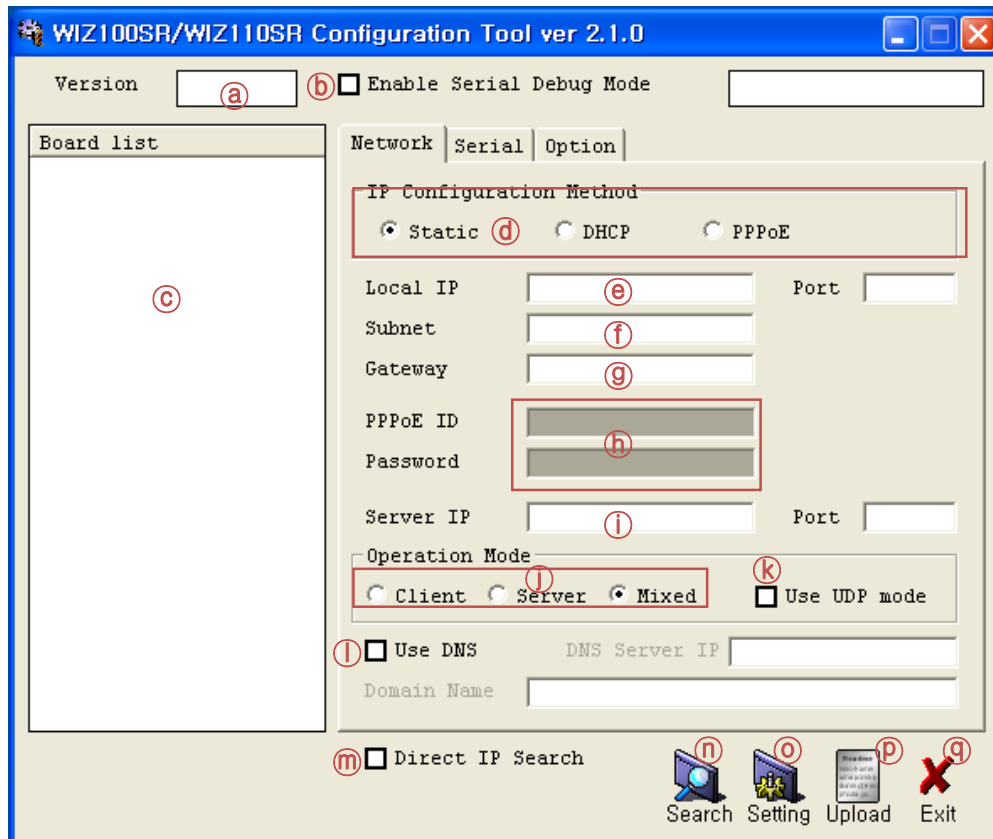 WIZ100SR/WIZ110SR Configuration Tool ver 2.1.0
Version ⓐ ⓑ Enable Serial Debug Mode
Board list
Network Serial Option
IP Configuration Method
Static ⓓ DHCP PPPoE
ⓒ
Local IP ⓔ Port
Subnet ⓕ
Gateway ⓖ
PPPoE ID
ⓗ
Password
Server IP ⓘ Port
Operation Mode
ⓙ ⓚ
Client Server Mixed Use UDP mode
ⓛ Use DNS DNS Server IP
Domain Name
ⓜ Direct IP Search
ⓝ ⓞ ⓟ ⓠ
Search Setting Upload Exit